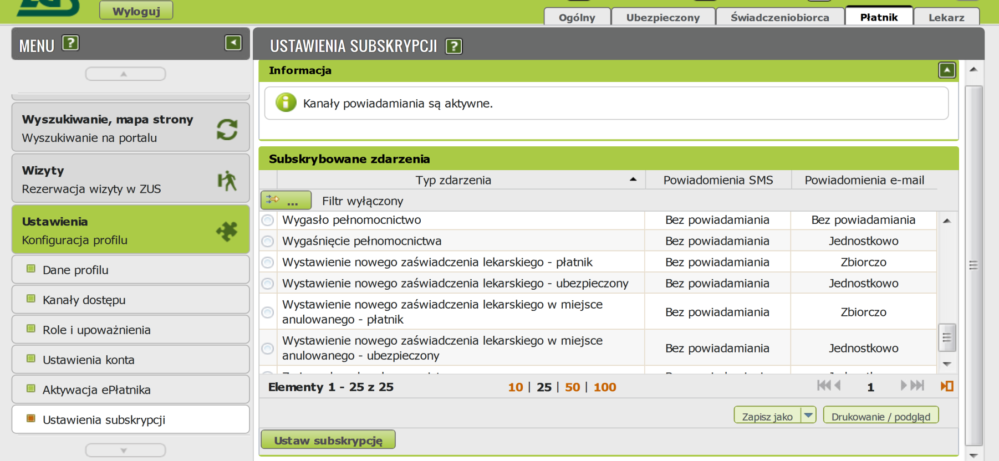 Wyloguj
Ogólny
Ubezpieczony
Świadczeniobiorca
Płatnik
Lekarz
MENU ?
USTAWIENIA SUBSKRYPCJI ?
Wyszukiwanie, mapa strony
Wyszukiwanie na portalu
Wizyty
Rezerwacja wizyty w ZUS
Ustawienia
Konfiguracja profilu
Dane profilu
Kanały dostępu
Role i upoważnienia
Ustawienia konta
Aktywacja ePłatnika
Ustawienia subskrypcji
Informacja
Kanały powiadamiania są aktywne.
Subskrybowane zdarzenia
Typ zdarzenia Powiadomienia SMS Powiadomienia e-mail
... Filtr wyłączony
Wygasło pełnomocnictwo Bez powiadamiania Bez powiadamiania
Wygaśnięcie pełnomocnictwa Bez powiadamiania Jednostkowo
Wystawienie nowego zaświadczenia lekarskiego - płatnik Bez powiadamiania Zbiorczo
Wystawienie nowego zaświadczenia lekarskiego - ubezpieczony Bez powiadamiania Jednostkowo
Wystawienie nowego zaświadczenia lekarskiego w miejsce
anulowanego - płatnik Bez powiadamiania Zbiorczo
Wystawienie nowego zaświadczenia lekarskiego w miejsce
anulowanego - ubezpieczony Bez powiadamiania Jednostkowo
Elementy 1 - 25 z 25 10 | 25 | 50 | 100 1
Zapisz jako Drukowanie / podgląd
Ustaw subskrypcję